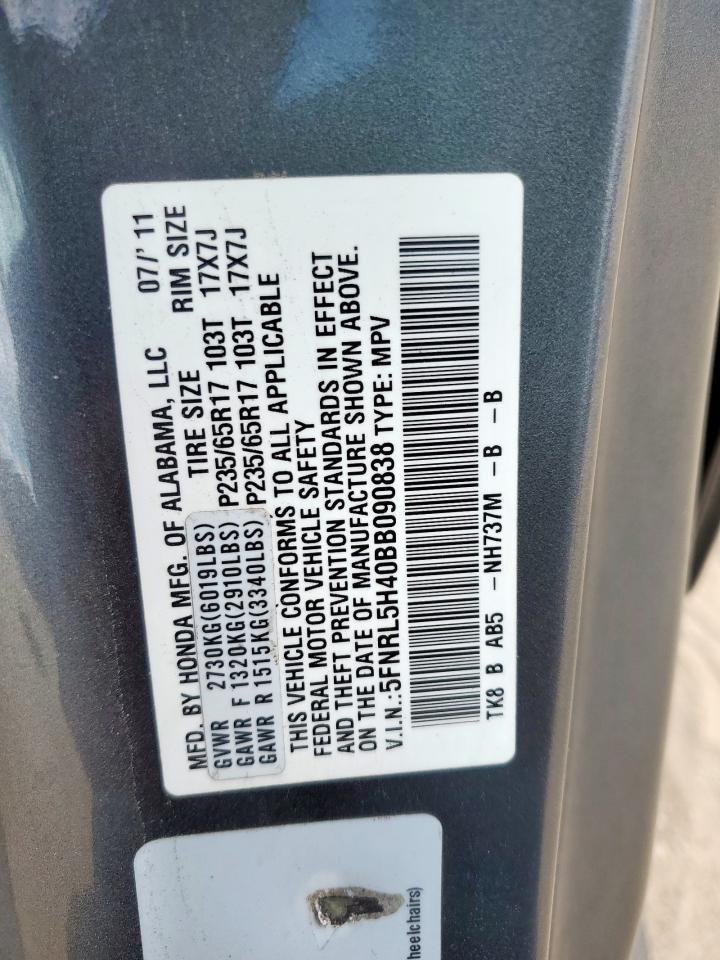 MFD. BY HONDA MFG. OF ALABAMA, LLC 07/' 11
TIRE SIZE RIM SIZE
GVWR 2730KG(6019LBS)
GAWR F 1320KG(2910LBS) P235/65R17 103T 17X7J
GAWR R 1515KG(3340LBS) P235/65R17 103T 17X7J
THIS VEHICLE CONFORMS TO ALL APPLICABLE
FEDERAL MOTOR VEHICLE SAFETY
AND THEFT PREVENTION STANDARDS IN EFFECT
ON THE DATE OF MANUFACTURE SHOWN ABOVE.
V.I.N.:5FNRL5H40BB090838 TYPE: MPV
TK8 B AB5 - NH737M - B - B
heelchairs)